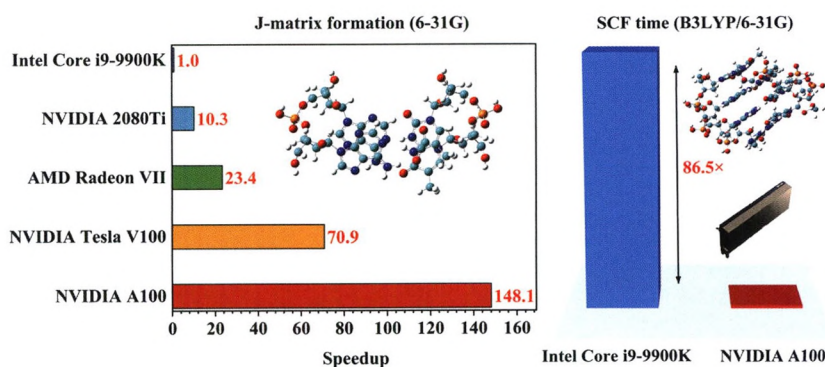 J-matrix formation (6-31G)
Intel Core i9-9900K
1.0
NVIDIA 2080Ti
10.3
AMD Radeon VII
23.4
NVIDIA Tesla V100
70.9
NVIDIA A100
148.1
0 20 40 60 80 100 120 140 160
Speedup
SCF time (B3LYP/6-31G)
86.5×
Intel Core i9-9900K NVIDIA A100